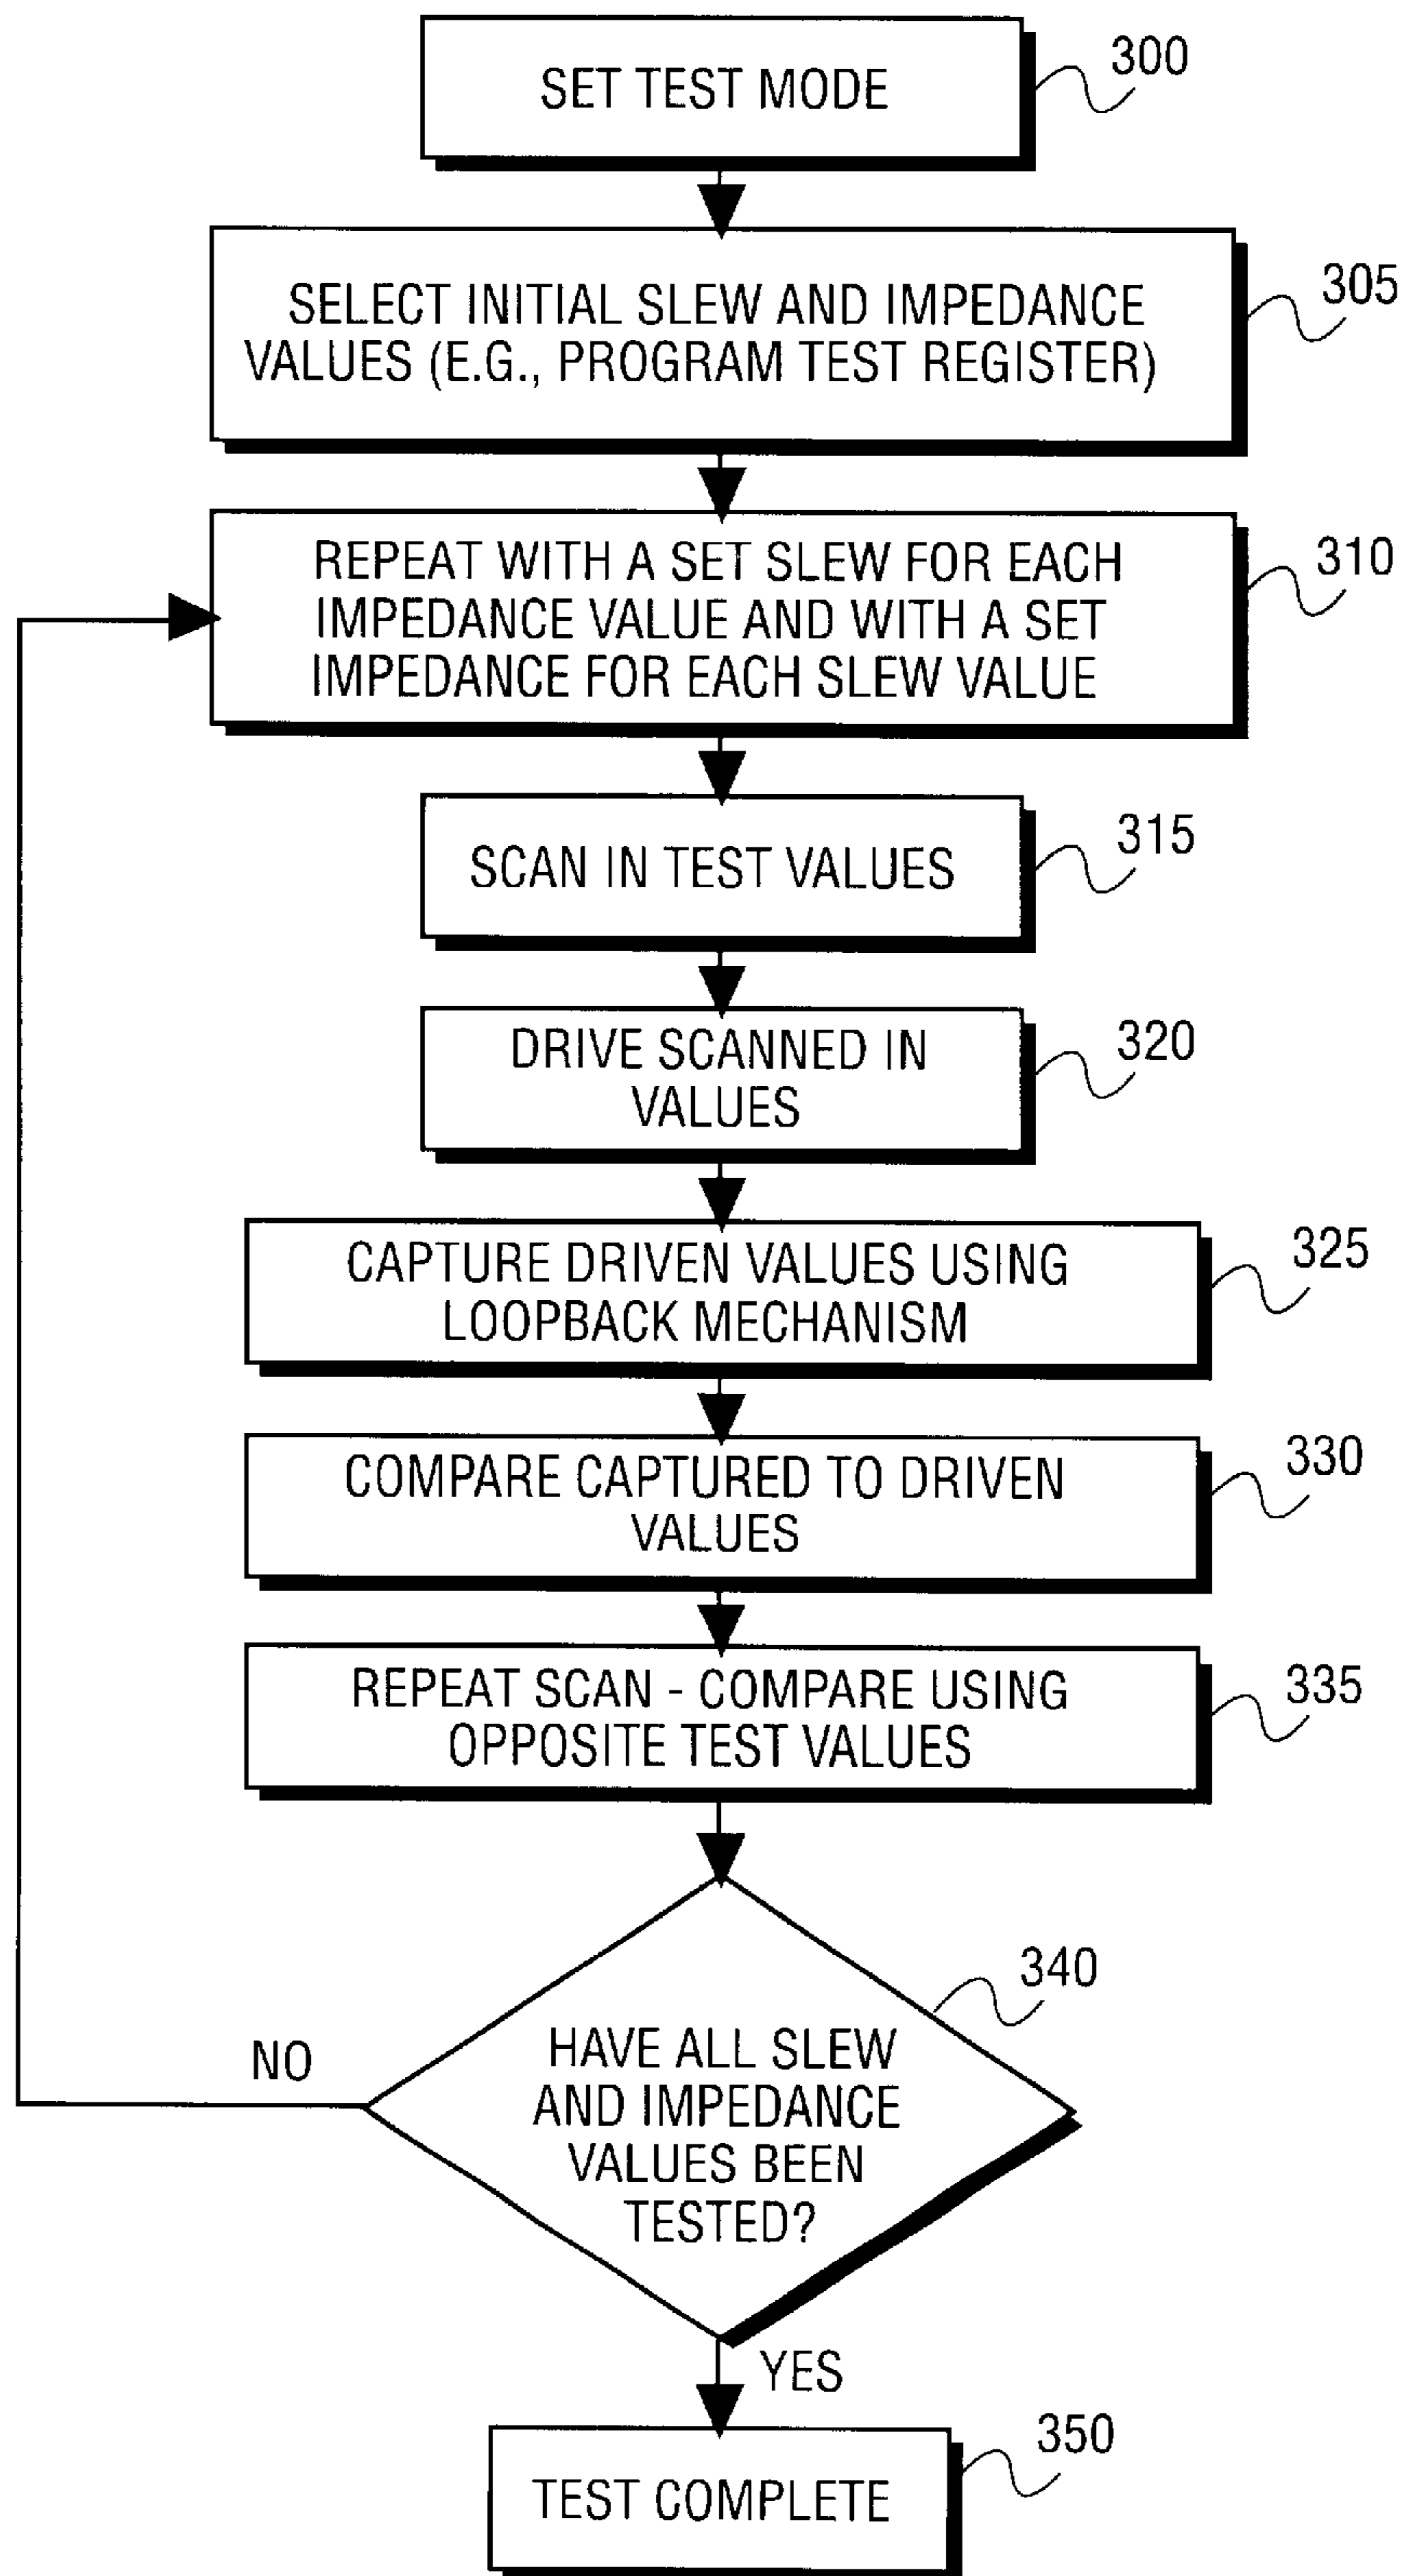 SET TEST MODE
300
SELECT INITIAL SLEW AND IMPEDANCE
VALUES (E.G., PROGRAM TEST REGISTER)
305
REPEAT WITH A SET SLEW FOR EACH
IMPEDANCE VALUE AND WITH A SET
IMPEDANCE FOR EACH SLEW VALUE
310
SCAN IN TEST VALUES
315
DRIVE SCANNED IN
VALUES
320
CAPTURE DRIVEN VALUES USING
LOOPBACK MECHANISM
325
COMPARE CAPTURED TO DRIVEN
VALUES
330
REPEAT SCAN - COMPARE USING
OPPOSITE TEST VALUES
335
340
HAVE ALL SLEW
AND IMPEDANCE
VALUES BEEN
TESTED?
NO
YES
TEST COMPLETE
350